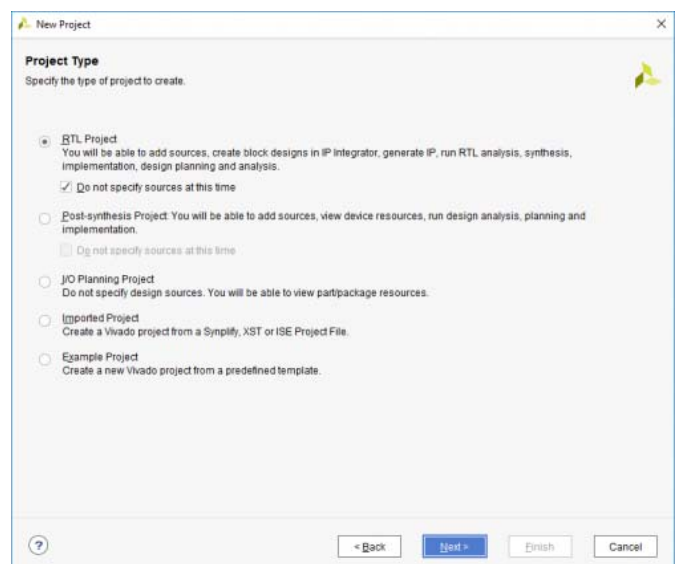 New Project
Project Type
Specify the type of project to create.
RTL Project
You will be able to add sources, create block designs in IP Integrator, generate IP, run RTL analysis, synthesis,
implementation, design planning and analysis.
Do not specify sources at this time
Post-synthesis Project: You will be able to add sources, view device resources, run design analysis, planning and
implementation.
Do not specify sources at this time
I/O Planning Project
Do not specify design sources. You will be able to view part/package resources.
Imported Project
Create a Vivado project from a Synplify, XST or ISE Project File.
Example Project
Create a new Vivado project from a predefined template.
?
< Back
Next >
Finish
Cancel